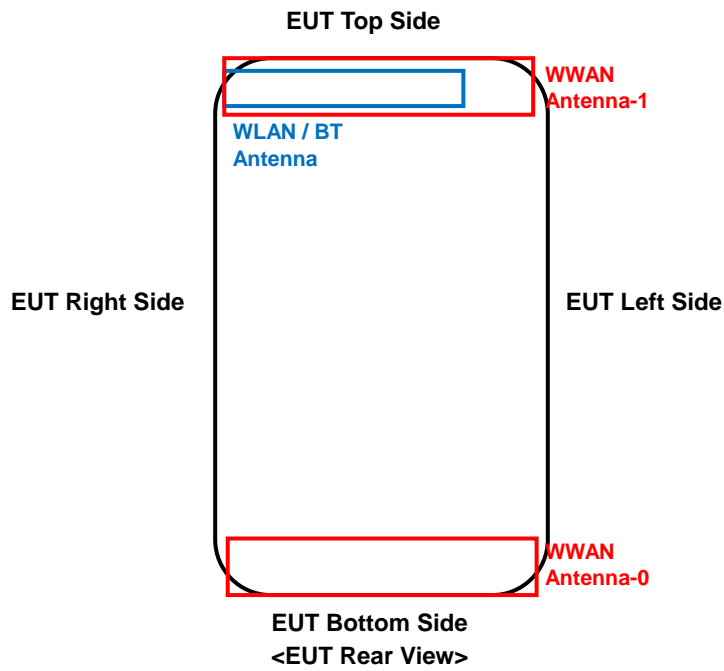 EUT Top Side
WWAN
Antenna-1
WLAN / BT
Antenna
EUT Right Side
EUT Left Side
WWAN
Antenna-0
EUT Bottom Side
<EUT Rear View>